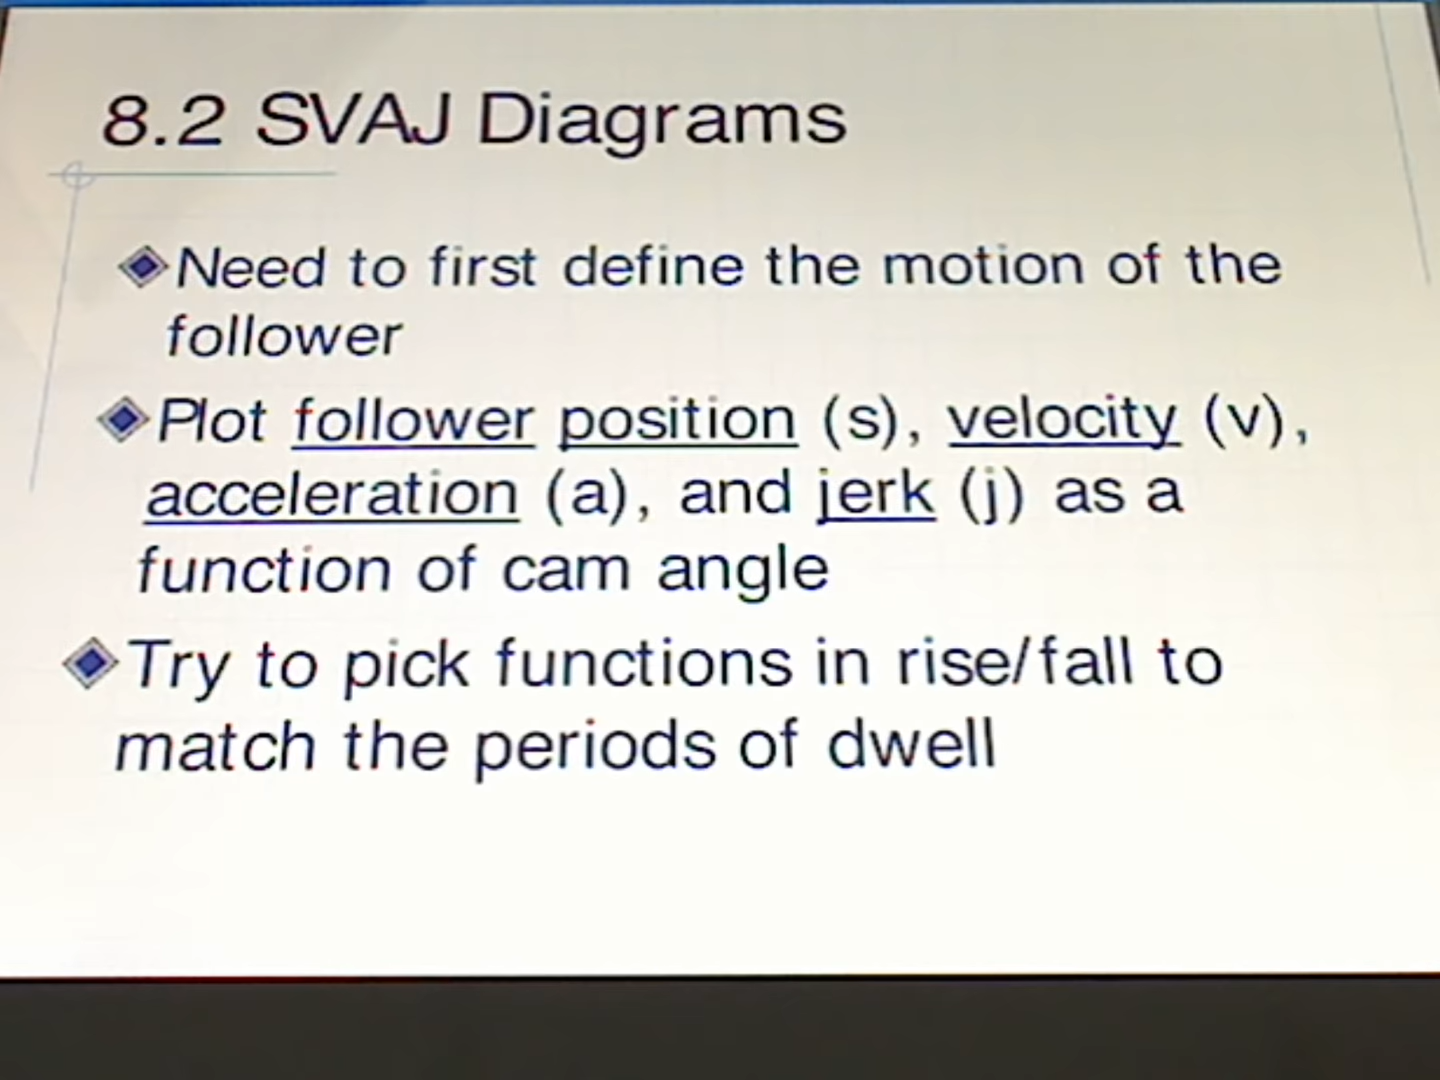 8.2 SVAJ Diagrams
Need to first define the motion of the
follower
Plot follower position (s), velocity (v),
acceleration (a), and jerk (j) as a
function of cam angle
Try to pick functions in rise/fall to
match the periods of dwell